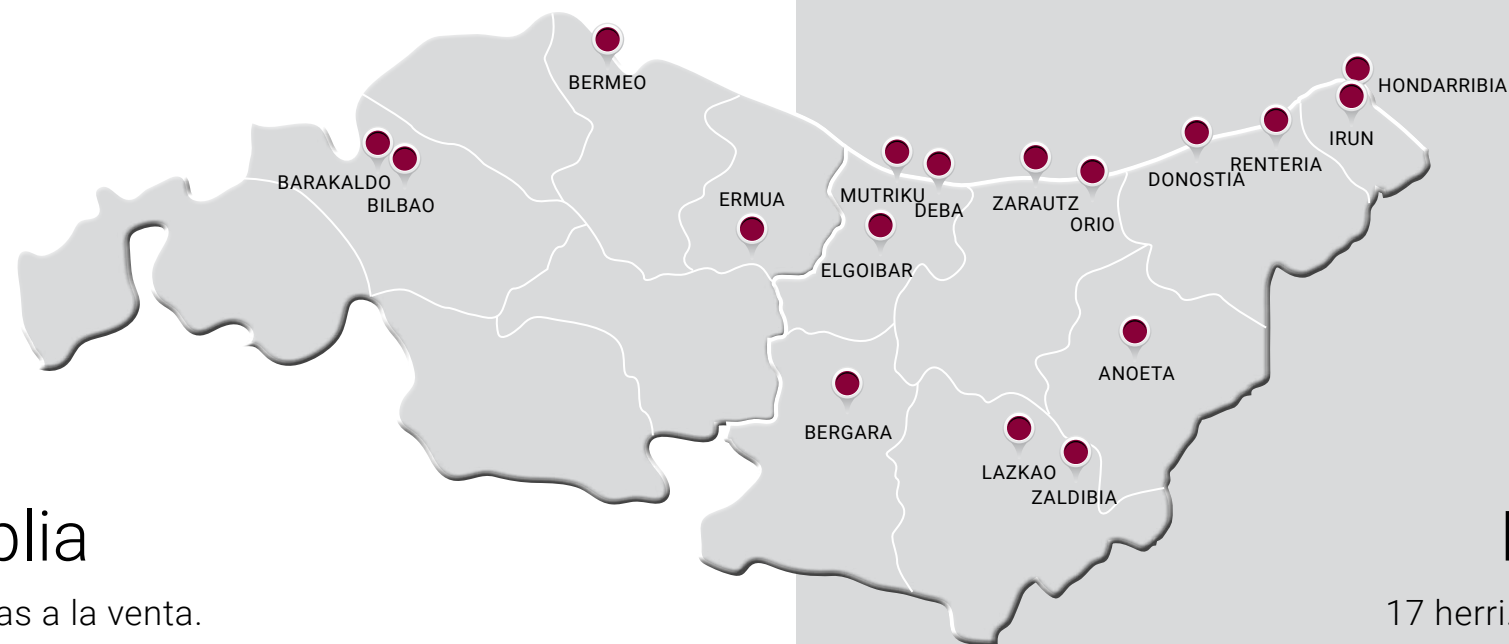 BERMEO
HONDARRIBIA
IRUN
RENTERIA
DONOSTIA
BARAKALDO
BILBAO
ERMUA
MUTRIKU
DEBA
ZARAUTZ
ORIO
ELGOIBAR
ANOETA
BERGARA
LAZKAO
ZALDIBIA
as a la venta.
17 herri